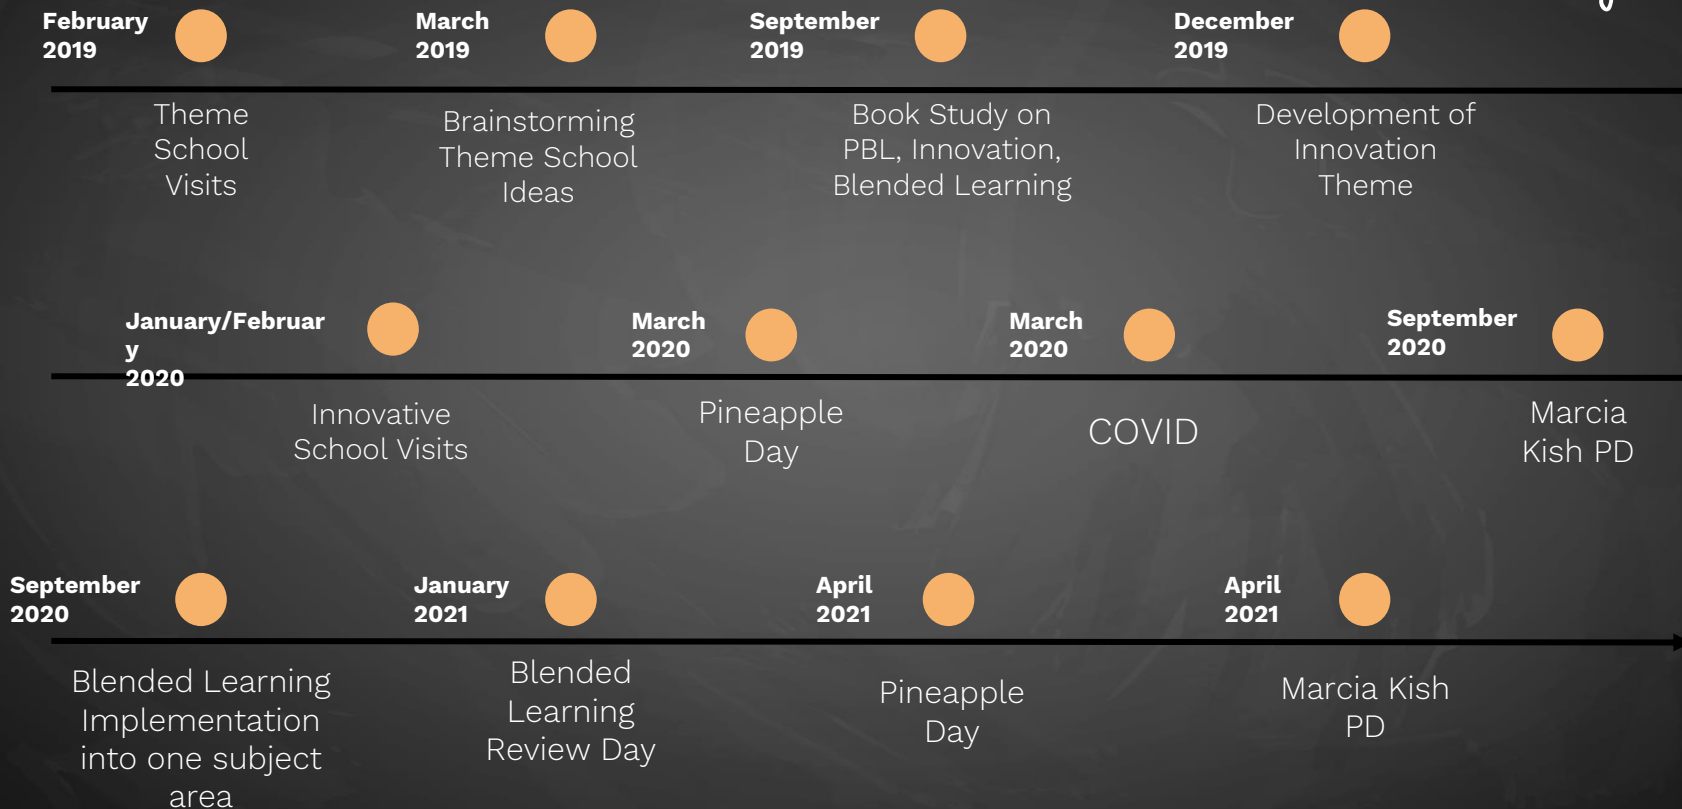 February
2019
Theme
School
Visits
March
2019
Brainstorming
Theme School
Ideas
September
2019
Book Study on
PBL, Innovation,
Blended Learning
December
2019
Development of
Innovation
Theme
January/Februar
y
2020
Innovative
School Visits
March
2020
Pineapple
Day
March
2020
COVID
September
2020
Marcia
Kish PD
September
2020
Blended Learning
Implementation
into one subject
area
January
2021
Blended
Learning
Review Day
April
2021
Pineapple
Day
April
2021
Marcia Kish
PD